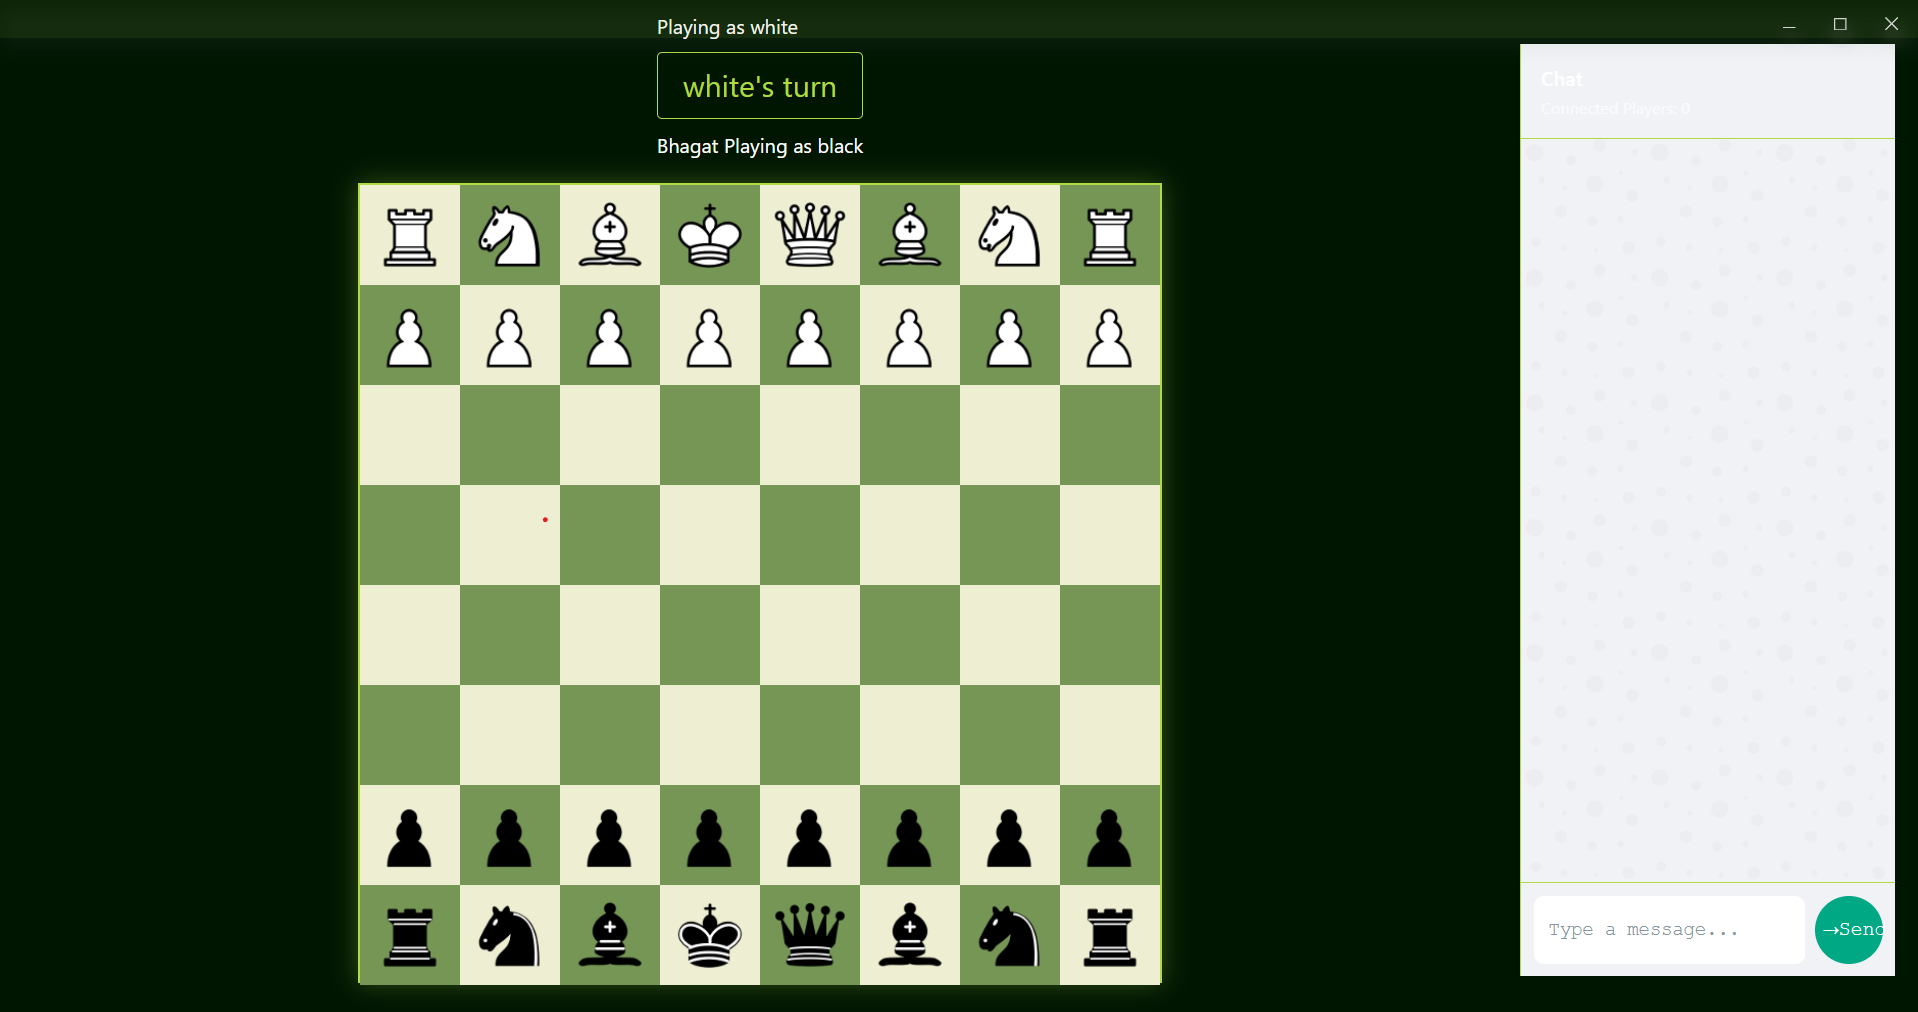 Playing as white
white's turn
Bhagat Playing as black
Chat
Connected Players: 0
Type a message...
→Send